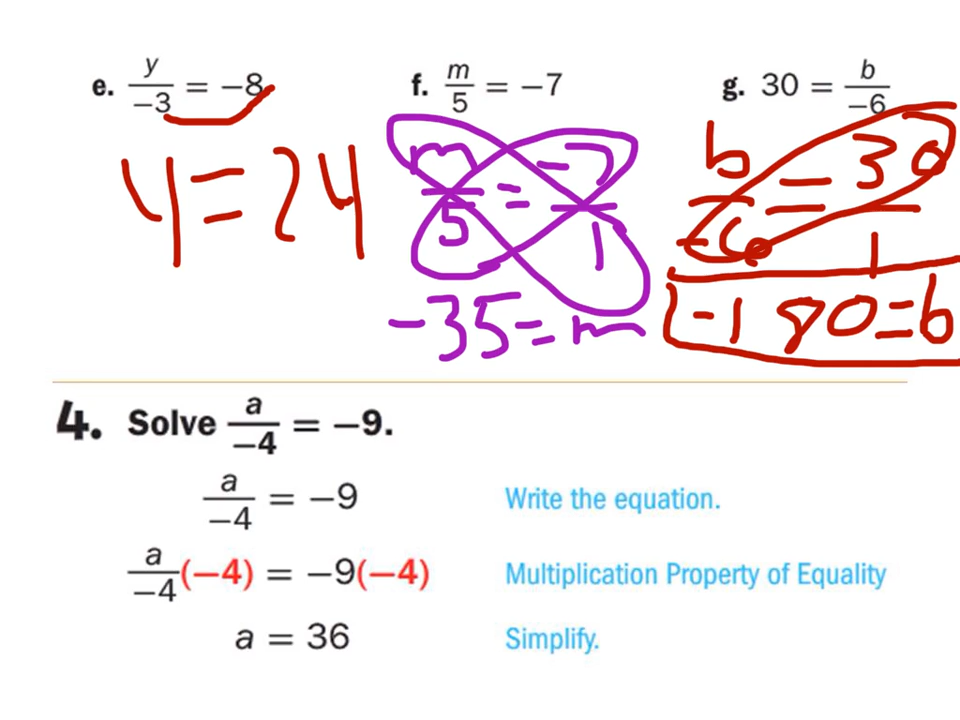 e. y/−3 = −8 f. m/5 = −7 g. 30 = b/−6
y = 24 m/5 = −7/1 b/−6 = 30/1
−35 = m −180 = b
4. Solve a/−4 = −9.
a/−4 = −9 Write the equation.
a/−4(−4) = −9(−4) Multiplication Property of Equality
a = 36 Simplify.